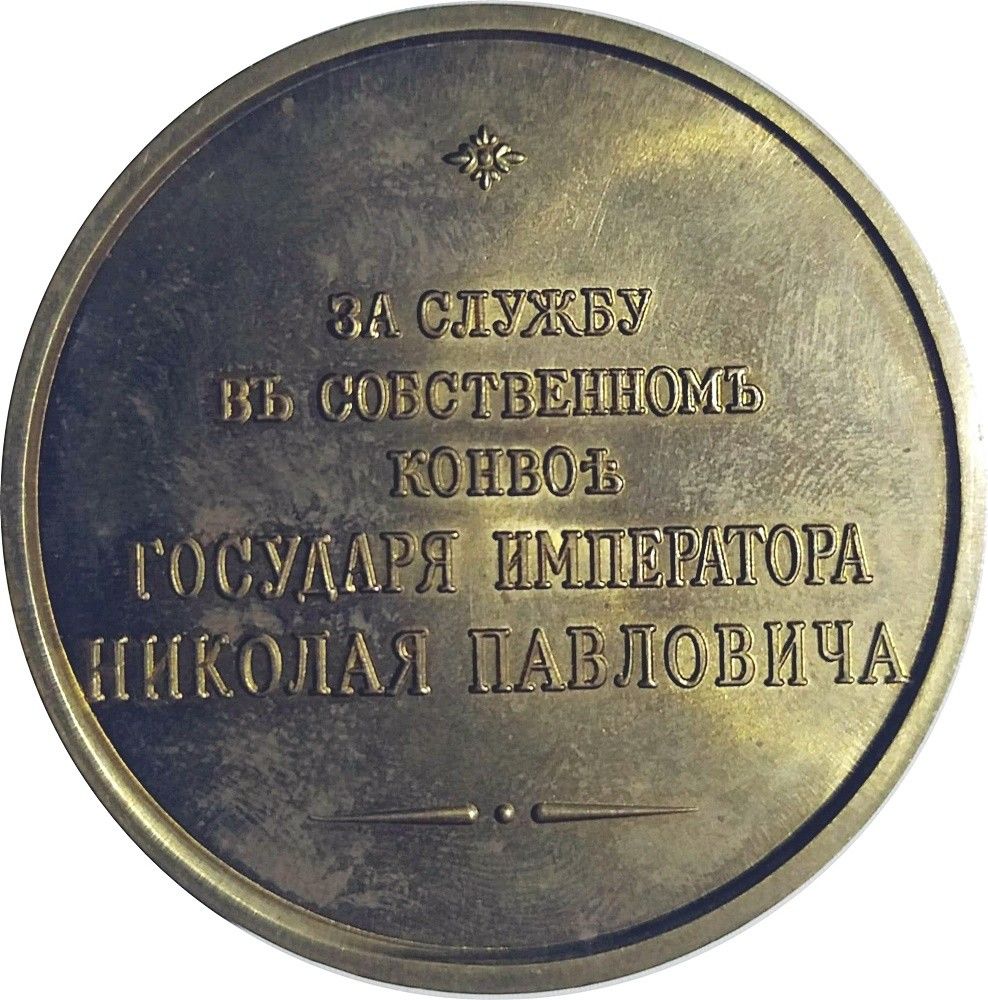 ЗА СЛУЖБУ
ВЪ СОБСТВЕННОМЪ
КОНВОѢ
ГОСУДАРЯ ИМПЕРАТОРА
НИКОЛАЯ ПАВЛОВИЧА